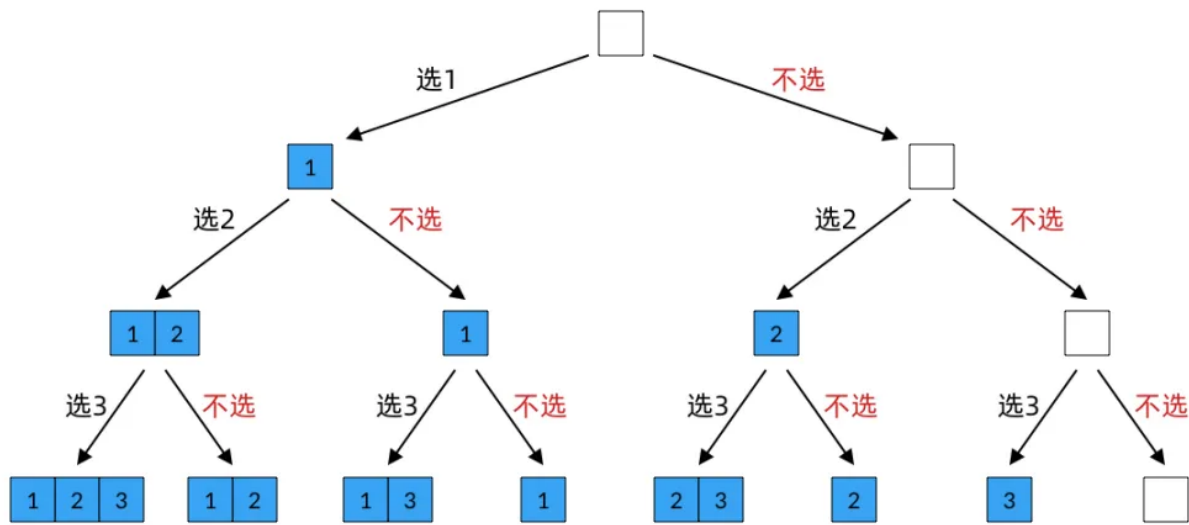 选1 不选
1
选2 不选 选2 不选
1 2 1 2
选3 不选 选3 不选 选3 不选 选3 不选
1 2 3 1 2 1 3 1 2 3 2 3